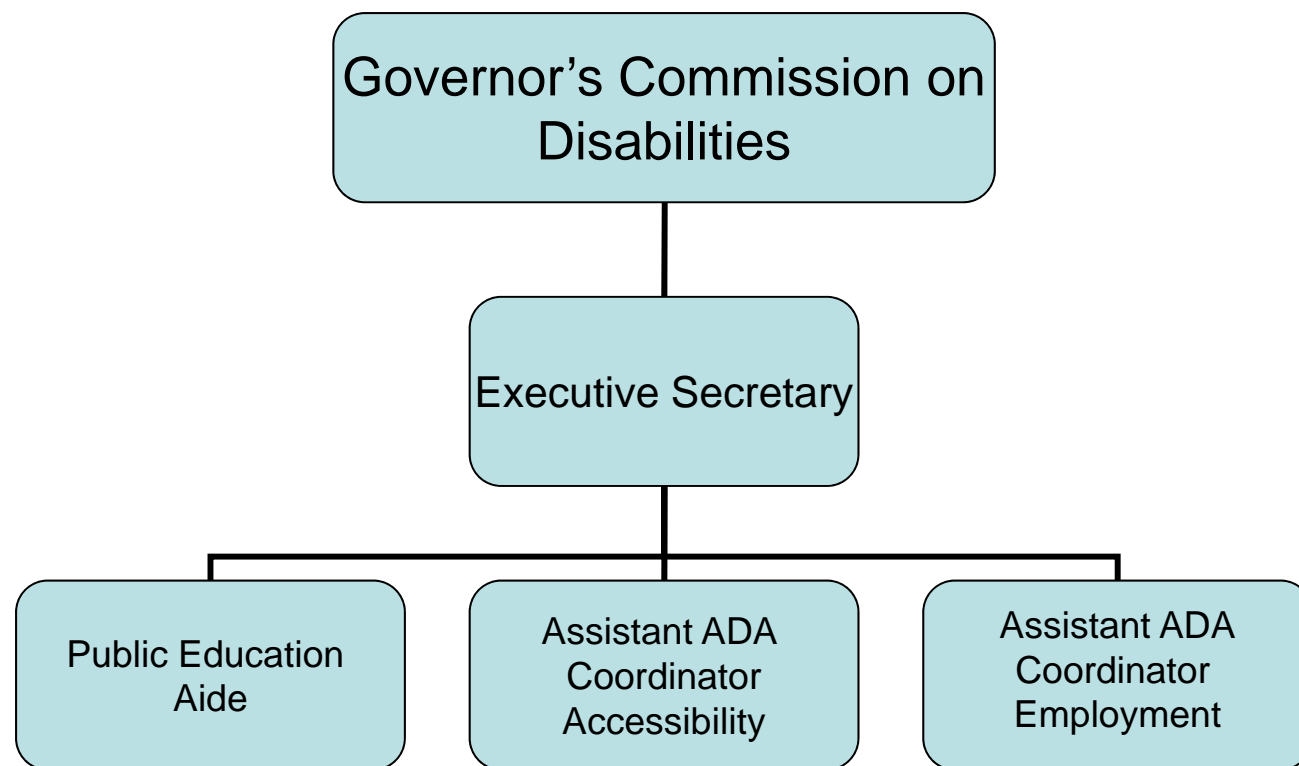 Governor’s Commission on
Disabilities
Executive Secretary
Public Education
Aide
Assistant ADA
Coordinator
Accessibility
Assistant ADA
Coordinator
Employment